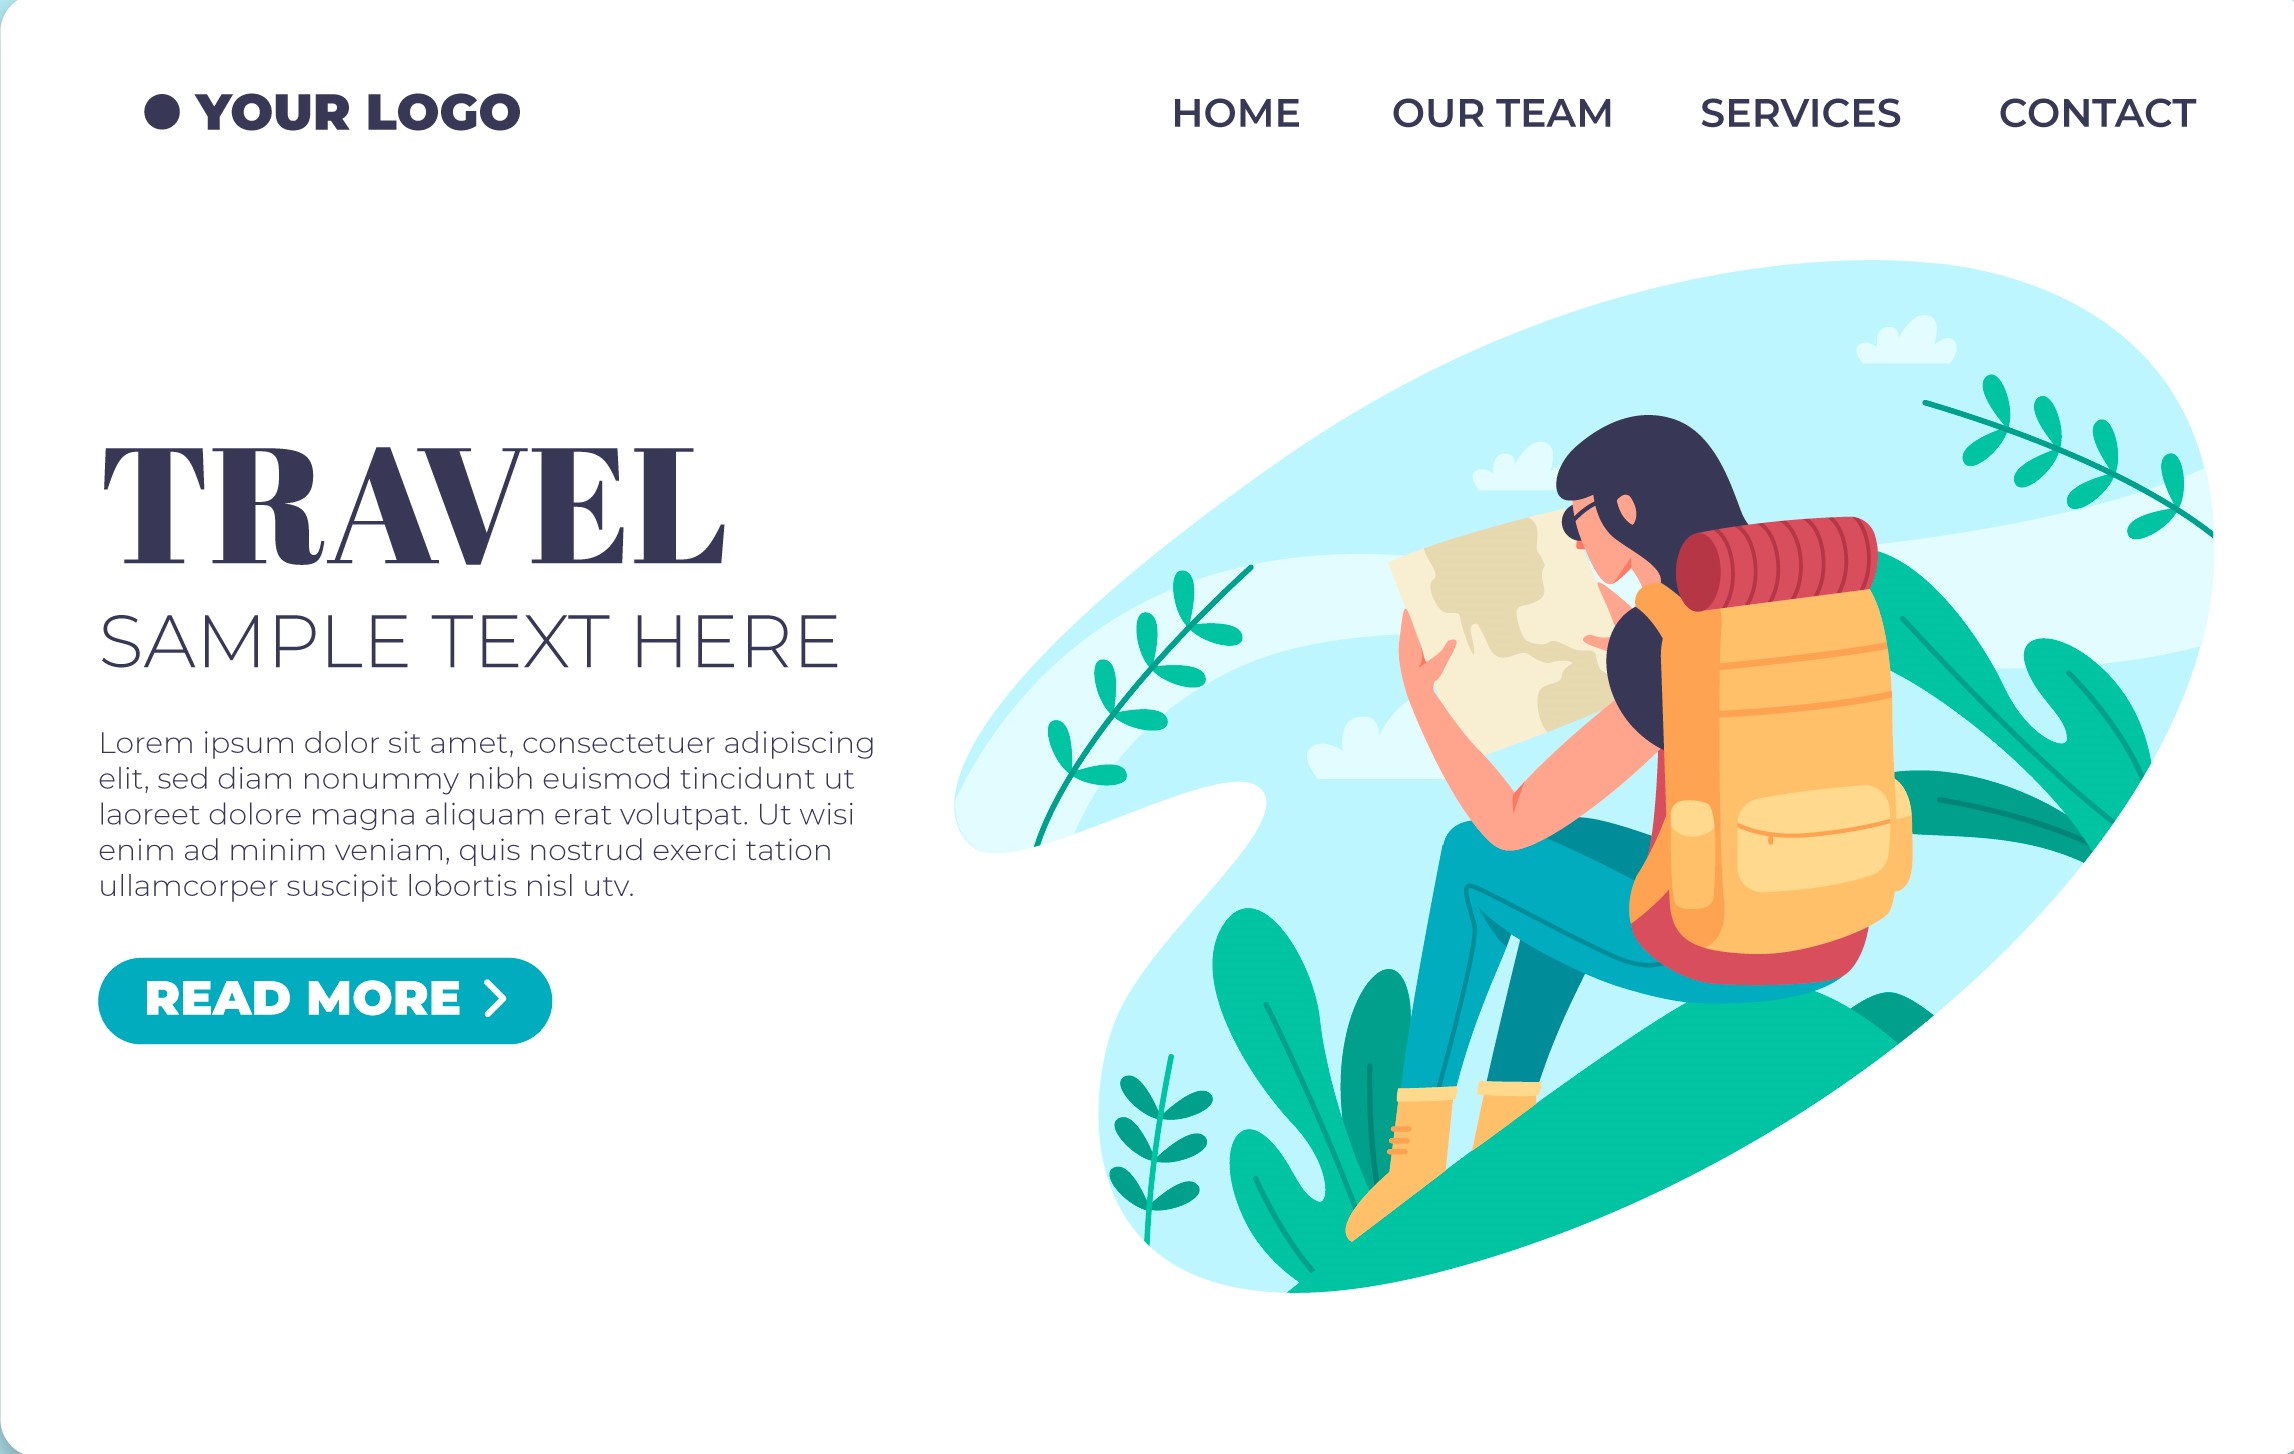 YOUR LOGO
HOME
OUR TEAM
SERVICES
CONTACT
TRAVEL
SAMPLE TEXT HERE
Lorem ipsum dolor sit amet, consectetuer adipiscing
elit, sed diam nonummy nibh euismod tincidunt ut
laoreet dolore magna aliquam erat volutpat. Ut wisi
enim ad minim veniam, quis nostrud exerci tation
ullamcorper suscipit lobortis nisl utv.
READ MORE